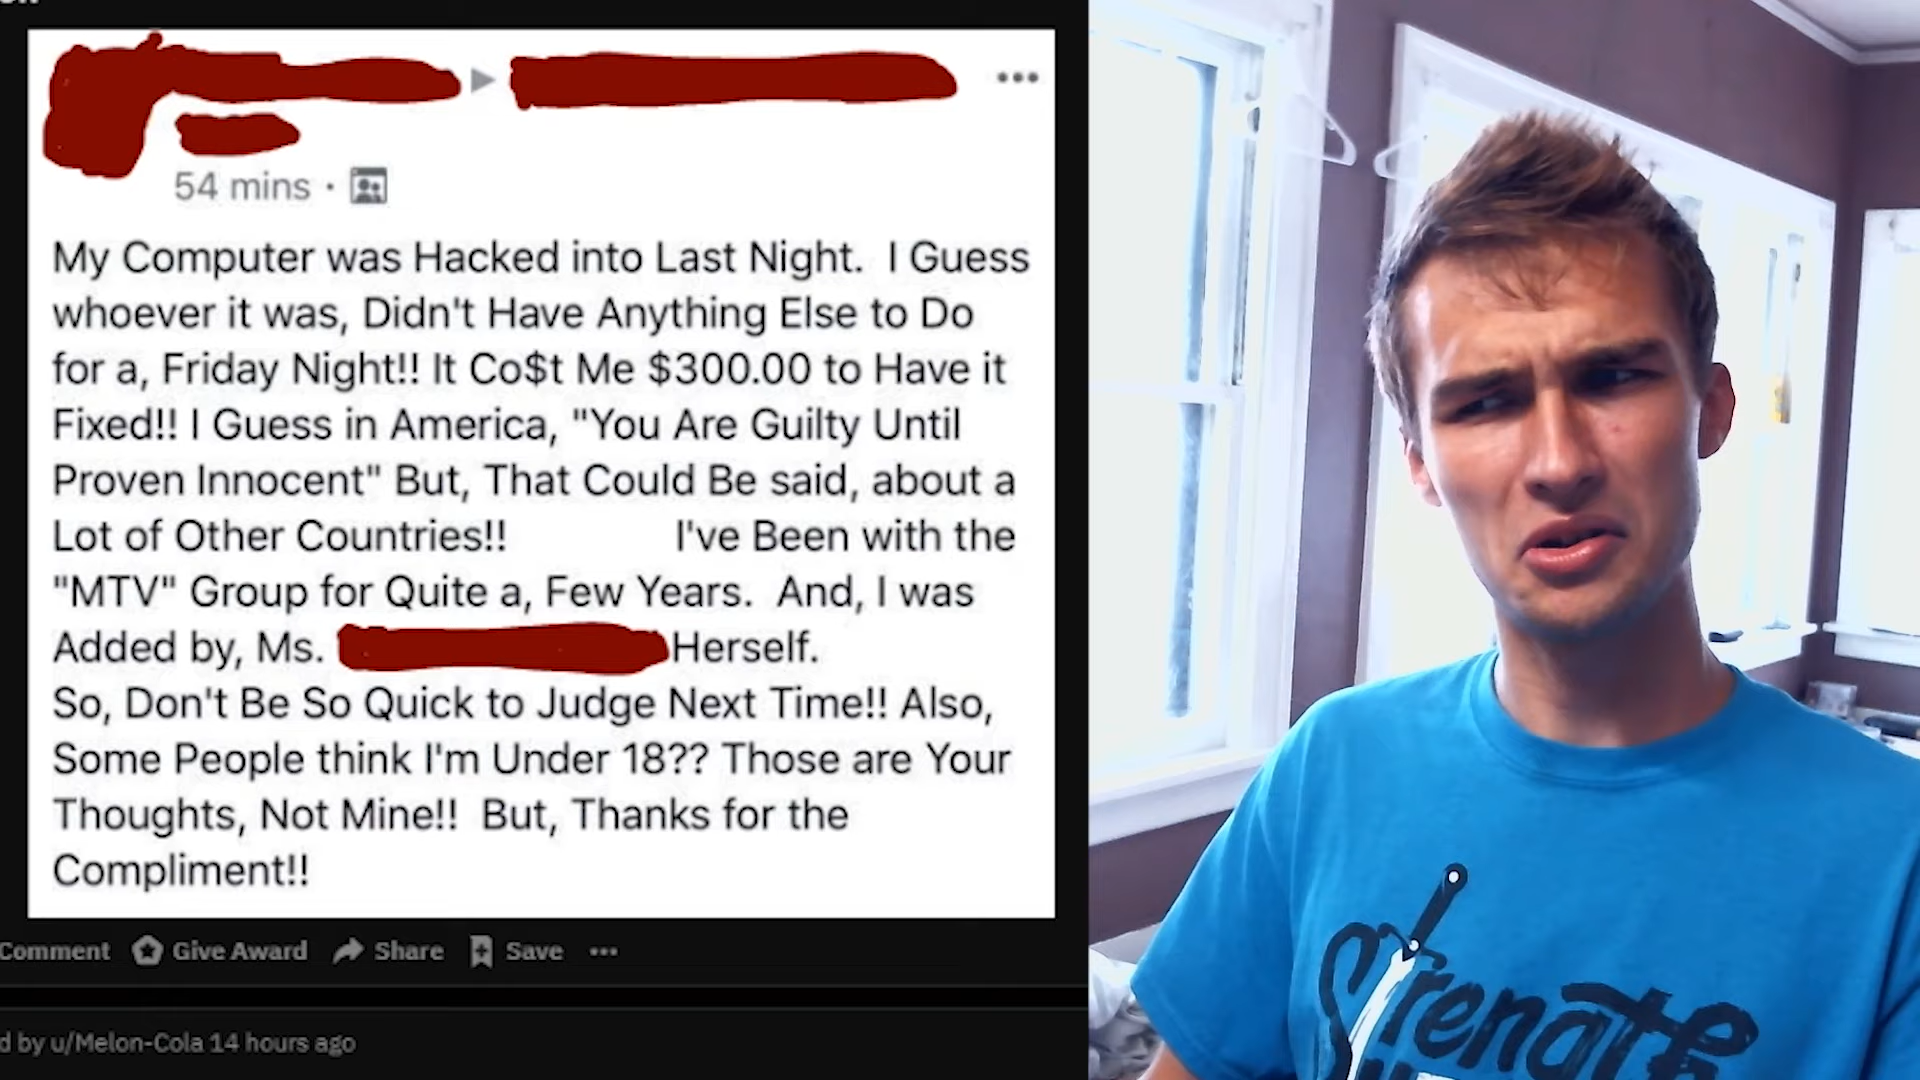 54 mins ·
My Computer was Hacked into Last Night. I Guess
whoever it was, Didn't Have Anything Else to Do
for a, Friday Night!! It Co$t Me $300.00 to Have it
Fixed!! I Guess in America, "You Are Guilty Until
Proven Innocent" But, That Could Be said, about a
Lot of Other Countries!! I've Been with the
"MTV" Group for Quite a, Few Years. And, I was
Added by, Ms. Herself.
So, Don't Be So Quick to Judge Next Time!! Also,
Some People think I'm Under 18?? Those are Your
Thoughts, Not Mine!! But, Thanks for the
Compliment!!
Comment Give Award Share Save
d by u/Melon-Cola 14 hours ago
Strength